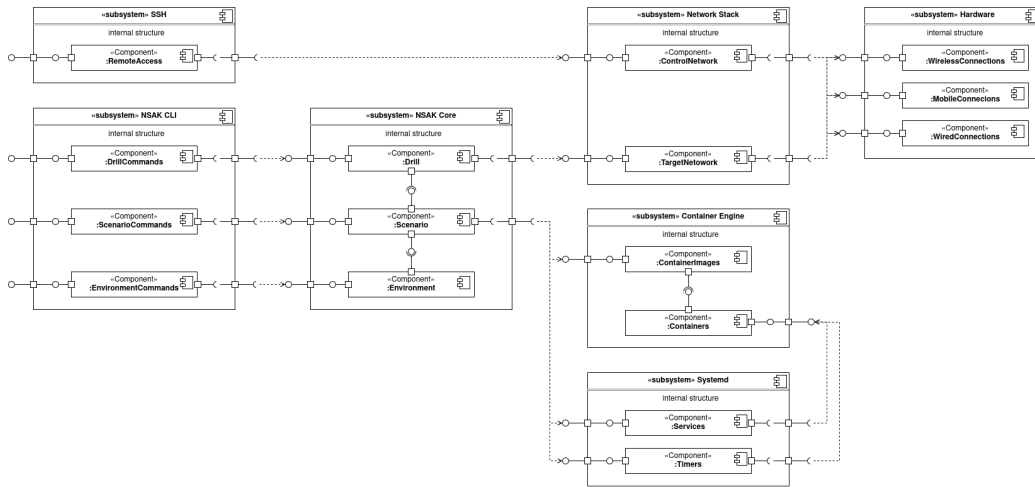 «subsystem» SSH
internal structure
«Component»
:RemoteAccess
«subsystem» NSAK CLI
internal structure
«Component»
:DrillCommands
«Component»
:ScenarioCommands
«Component»
:EnvironmentCommands
«subsystem» NSAK Core
internal structure
«Component»
:Drill
«Component»
:Scenario
«Component»
:Environment
«subsystem» Network Stack
internal structure
«Component»
:ControlNetwork
«Component»
:TargetNetowork
«subsystem» Container Engine
internal structure
«Component»
:ContainerImages
«Component»
:Containers
«subsystem» Systemd
internal structure
«Component»
:Services
«Component»
:Timers
«subsystem» Hardware
internal structure
«Component»
:WirelessConnections
«Component»
:MobileConnecions
«Component»
:WiredConnections